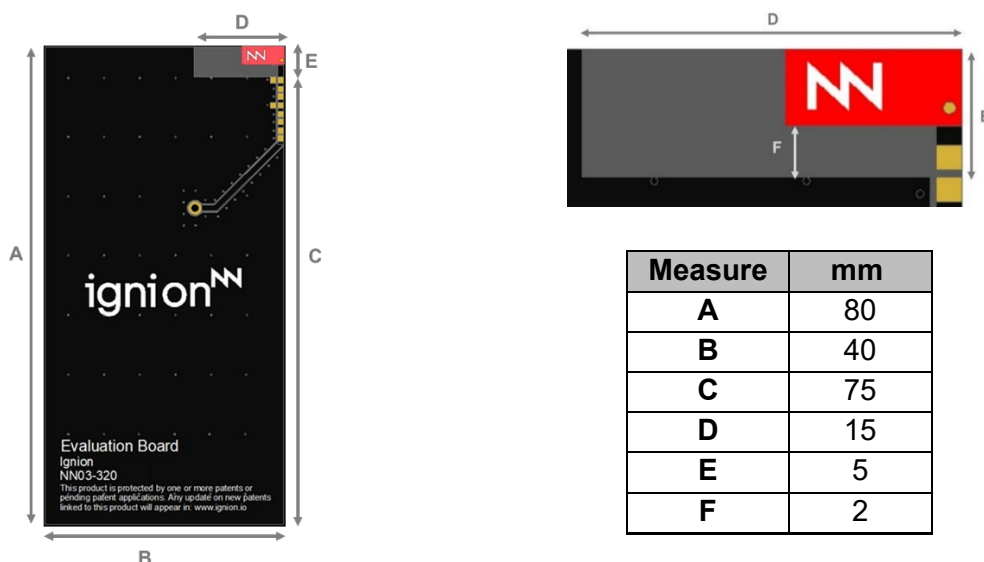 D
E
A
C
B
ignion
Evaluation Board
Ignion
NN03-320
This product is protected by one or more patents or
pending patent applications. Any update on new patents
linked to this product will appear in: www.ignion.io
D
F
E
Measure mm
A 80
B 40
C 75
D 15
E 5
F 2